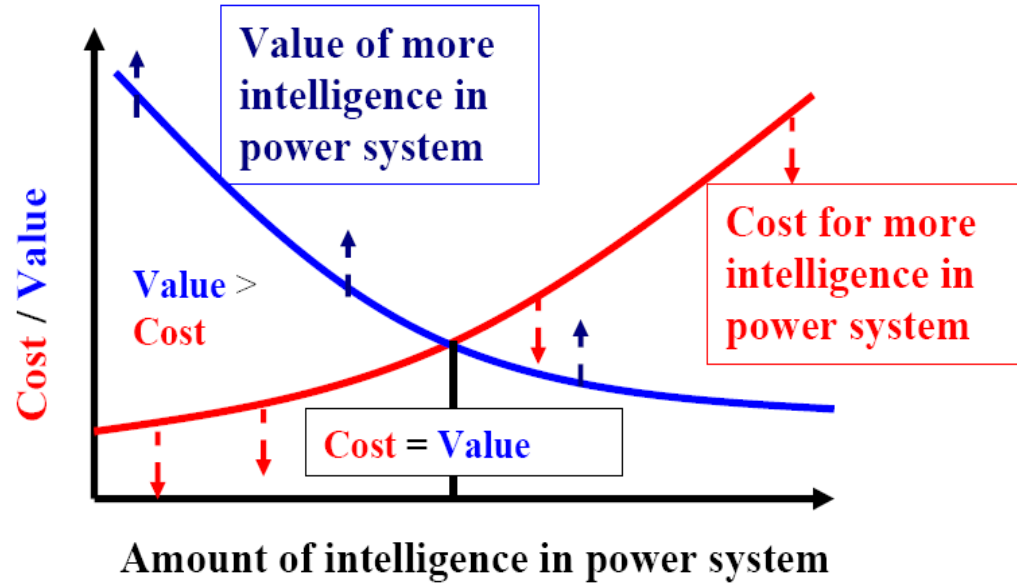 Value of more
intelligence in
power system
Cost for more
intelligence in
power system
Cost / Value
Value >
Cost
Cost = Value
Amount of intelligence in power system